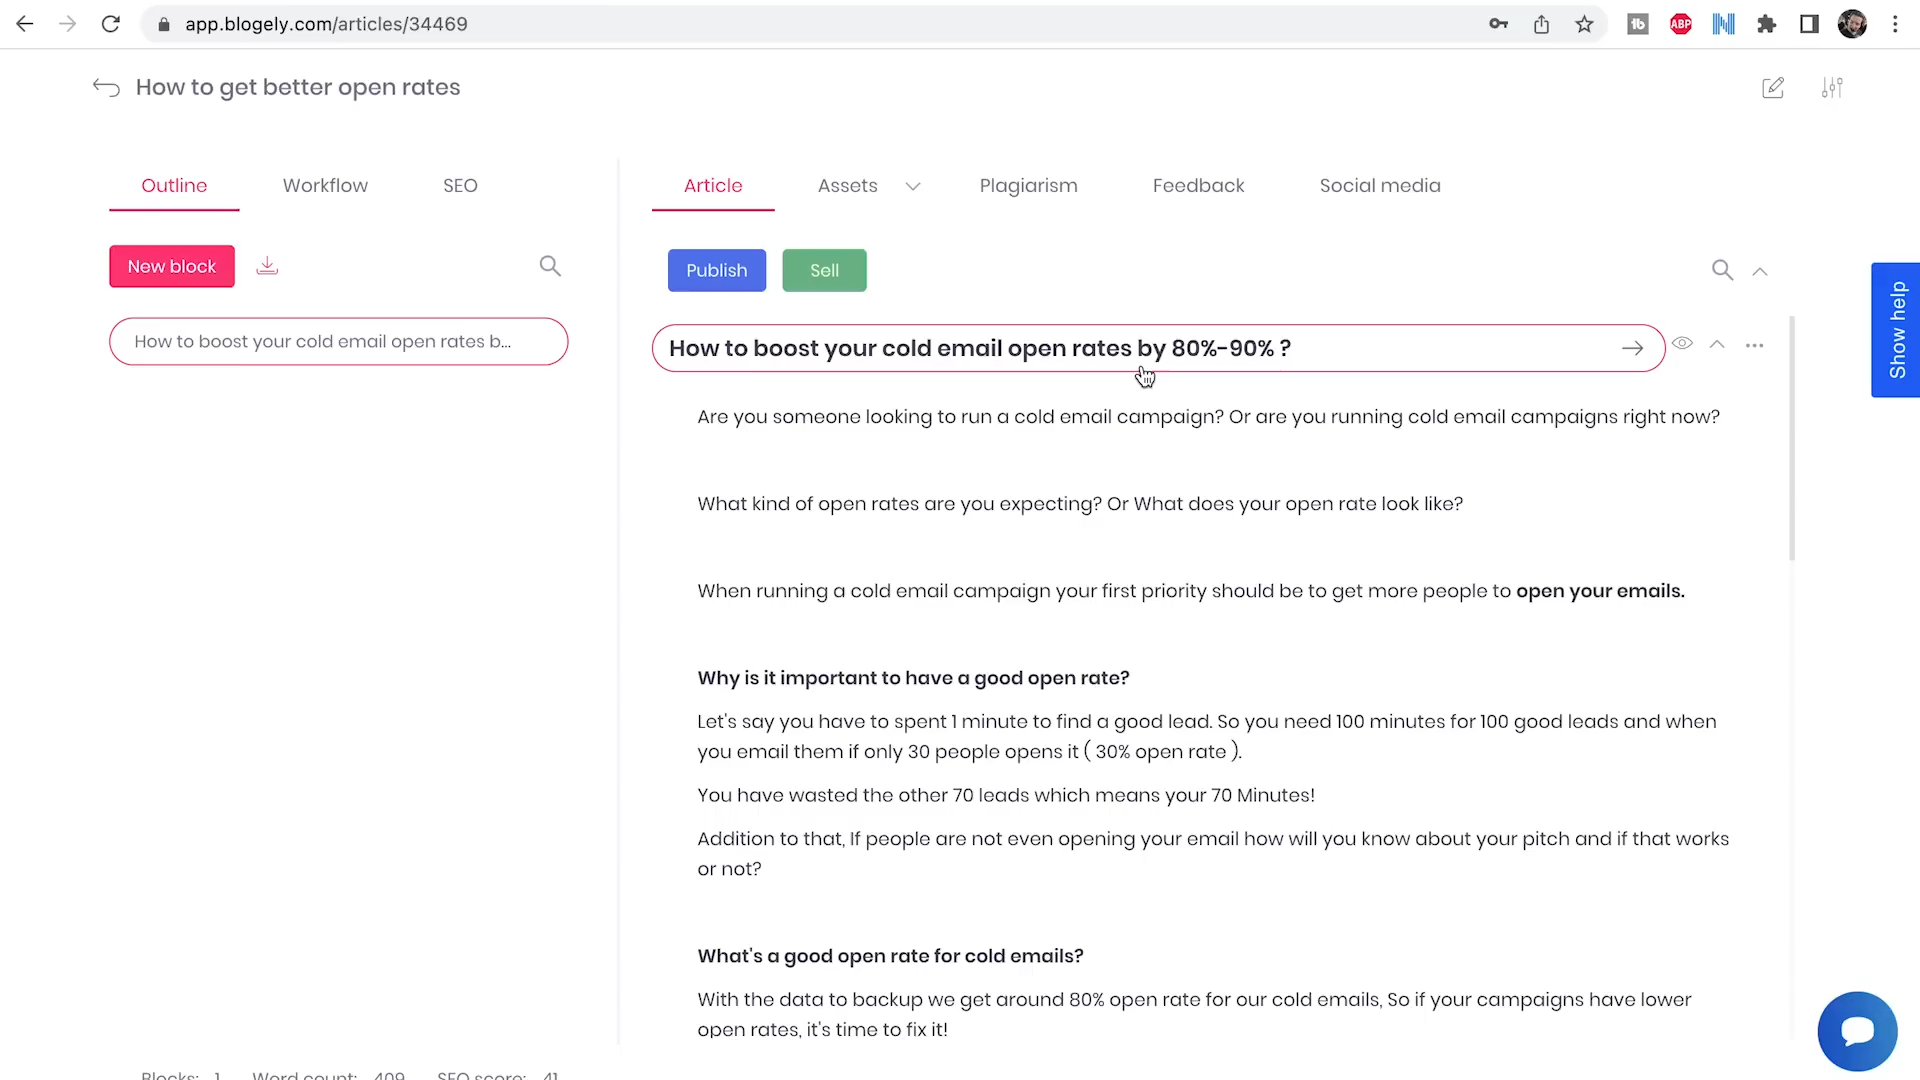 app.blogely.com/articles/34469
ABP
How to get better open rates
Outline
Workflow
SEO
Article
Assets
Plagiarism
Feedback
Social media
New block
Publish
Sell
Show help
How to boost your cold email open rates b...
How to boost your cold email open rates by 80%-90% ?
Are you someone looking to run a cold email campaign? Or are you running cold email campaigns right now?
What kind of open rates are you expecting? Or What does your open rate look like?
When running a cold email campaign your first priority should be to get more people to open your emails.
Why is it important to have a good open rate?
Let's say you have to spent 1 minute to find a good lead. So you need 100 minutes for 100 good leads and when
you email them if only 30 people opens it ( 30% open rate ).
You have wasted the other 70 leads which means your 70 Minutes!
Addition to that, If people are not even opening your email how will you know about your pitch and if that works
or not?
What's a good open rate for cold emails?
With the data to backup we get around 80% open rate for our cold emails, So if your campaigns have lower
open rates, it's time to fix it!
Blocks: 1 Word count: 409 SEO score: 41